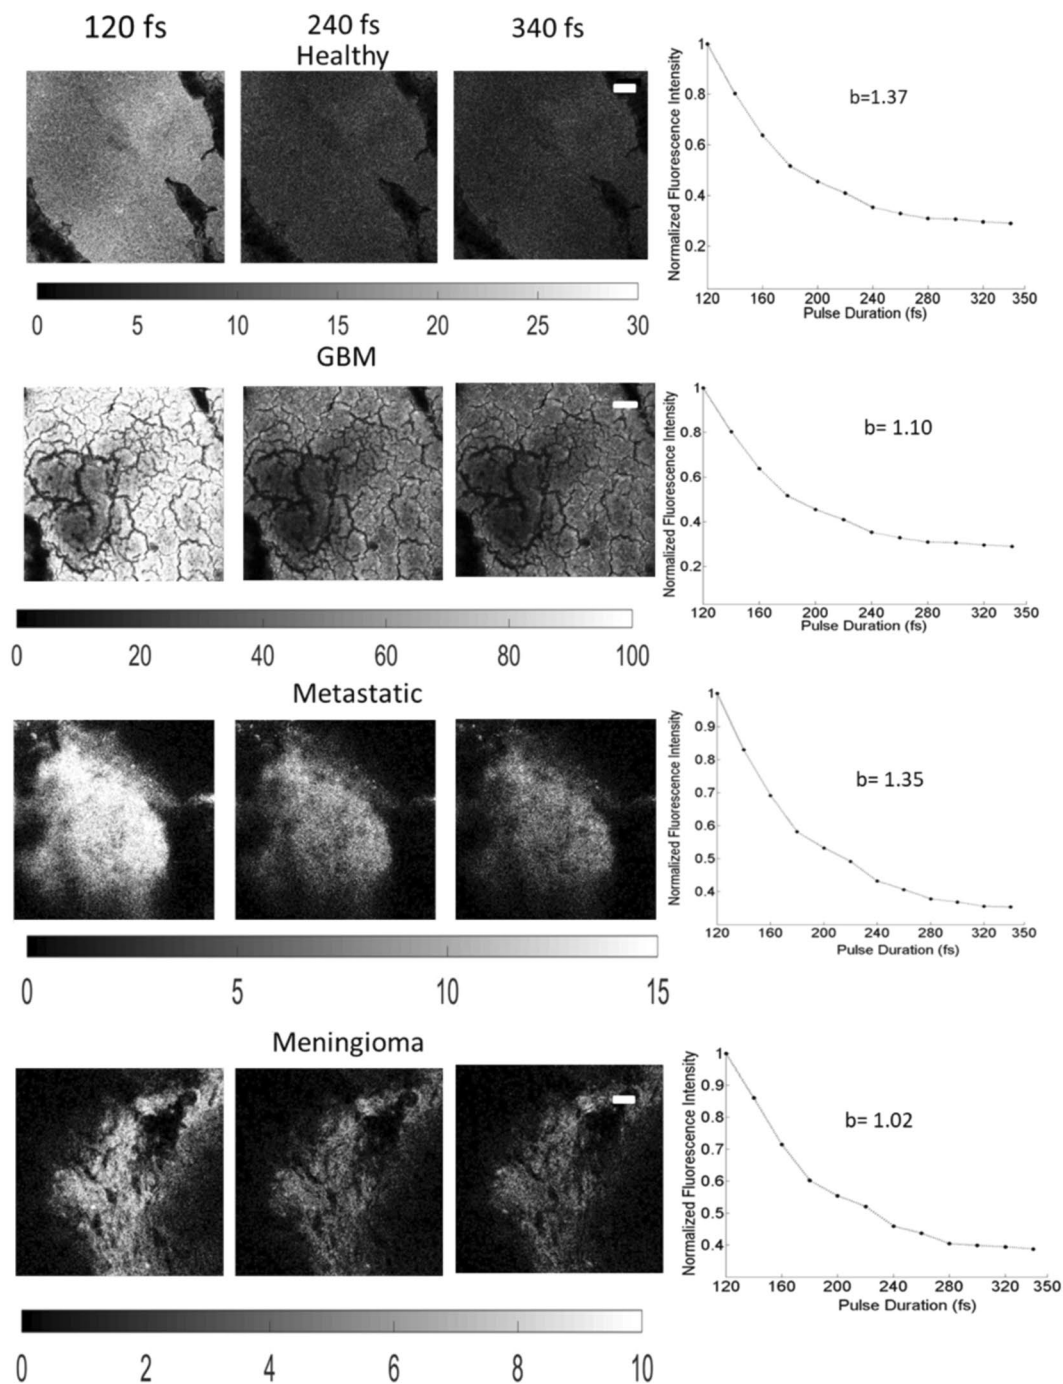 120 fs
240 fs
340 fs
Healthy
0 5 10 15 20 25 30
Normalized Fluorescence Intensity
1
0.8
0.6
0.4
0.2
b=1.37
120 160 200 240 280 320 350
Pulse Duration (fs)
GBM
0 20 40 60 80 100
Normalized Fluorescence Intensity
1
0.8
0.6
0.4
0.2
b= 1.10
120 160 200 240 280 320 350
Pulse Duration (fs)
Metastatic
0 5 10 15
Normalized Fluorescence Intensity
1
0.9
0.8
0.7
0.6
0.5
0.4
b= 1.35
120 160 200 240 280 320 350
Pulse Duration (fs)
Meningioma
0 2 4 6 8 10
Normalized Fluorescence Intensity
1
0.9
0.8
0.7
0.6
0.5
0.4
b= 1.02
120 160 200 240 280 320 350
Pulse Duration (fs)